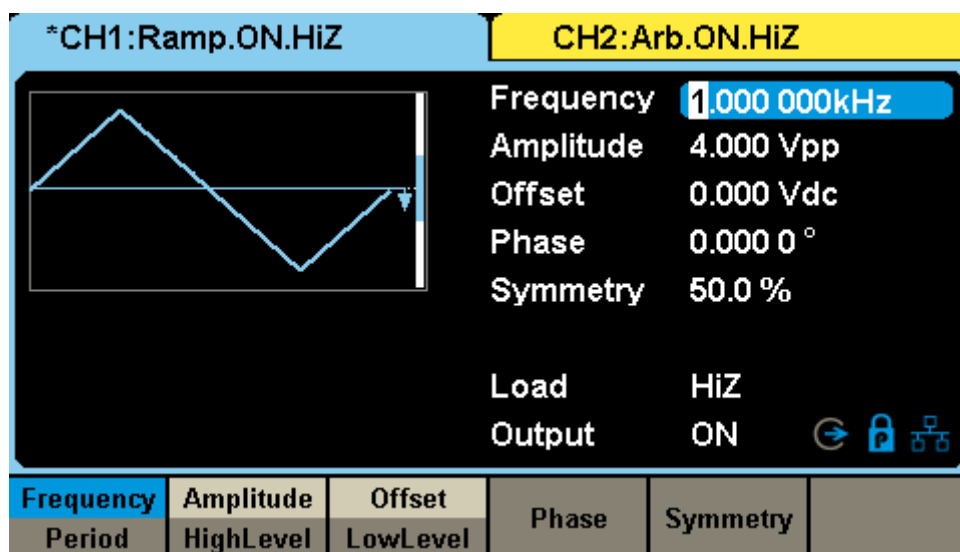 *CH1:Ramp.ON.HiZ CH2:Arb.ON.HiZ
Frequency 1.000 000kHz
Amplitude 4.000 Vpp
Offset 0.000 Vdc
Phase 0.000 0 °
Symmetry 50.0 %
Load HiZ
Output ON
Frequency Amplitude Offset Phase Symmetry
Period HighLevel LowLevel